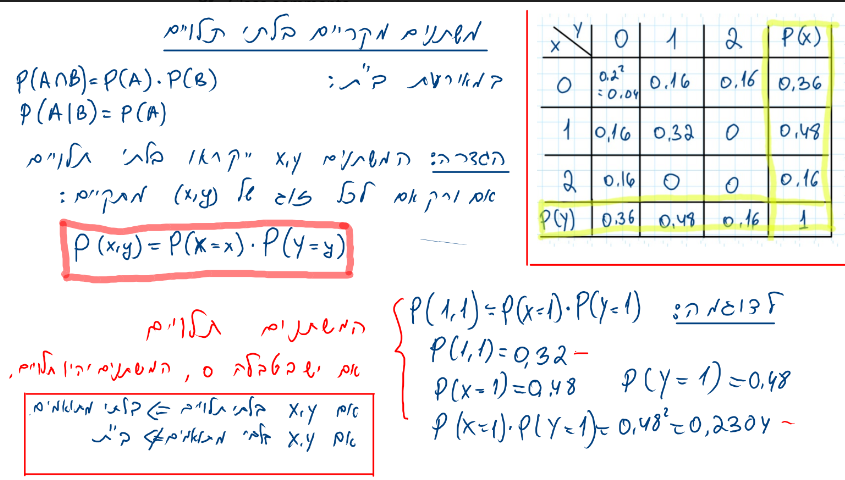 משתנים מקריים בלתי תלויים
במאורעות ב"ת:
P(A∩B)=P(A)·P(B)
P(A|B)=P(A)
הגדרה: המשתנים x,y ייקראו בלתי תלויים
אם ורק אם לכל זוג של (x,y) מתקיים:
P(x,y)=P(X=x)·P(Y=y)
X \ Y 0 1 2 P(x)
0 0.2²=0.04 0.16 0.16 0.36
1 0.16 0.32 0 0.48
2 0.16 0 0 0.16
P(Y) 0.36 0.48 0.16 1
לדוגמה: P(1,1)=P(x=1)·P(Y=1)
P(1,1)=0,32
P(x=1)=0,48 P(Y=1)=0,48
P(X=1)·P(Y=1)=0,48²=0,2304
המשתנים תלויים
אם יש בטבלה 0, המשתנים יהיו תלויים.
אם x,y בלתי תלויים => בלתי מתואמים.
אם x,y בלתי מתואמים ≠> ב"ת